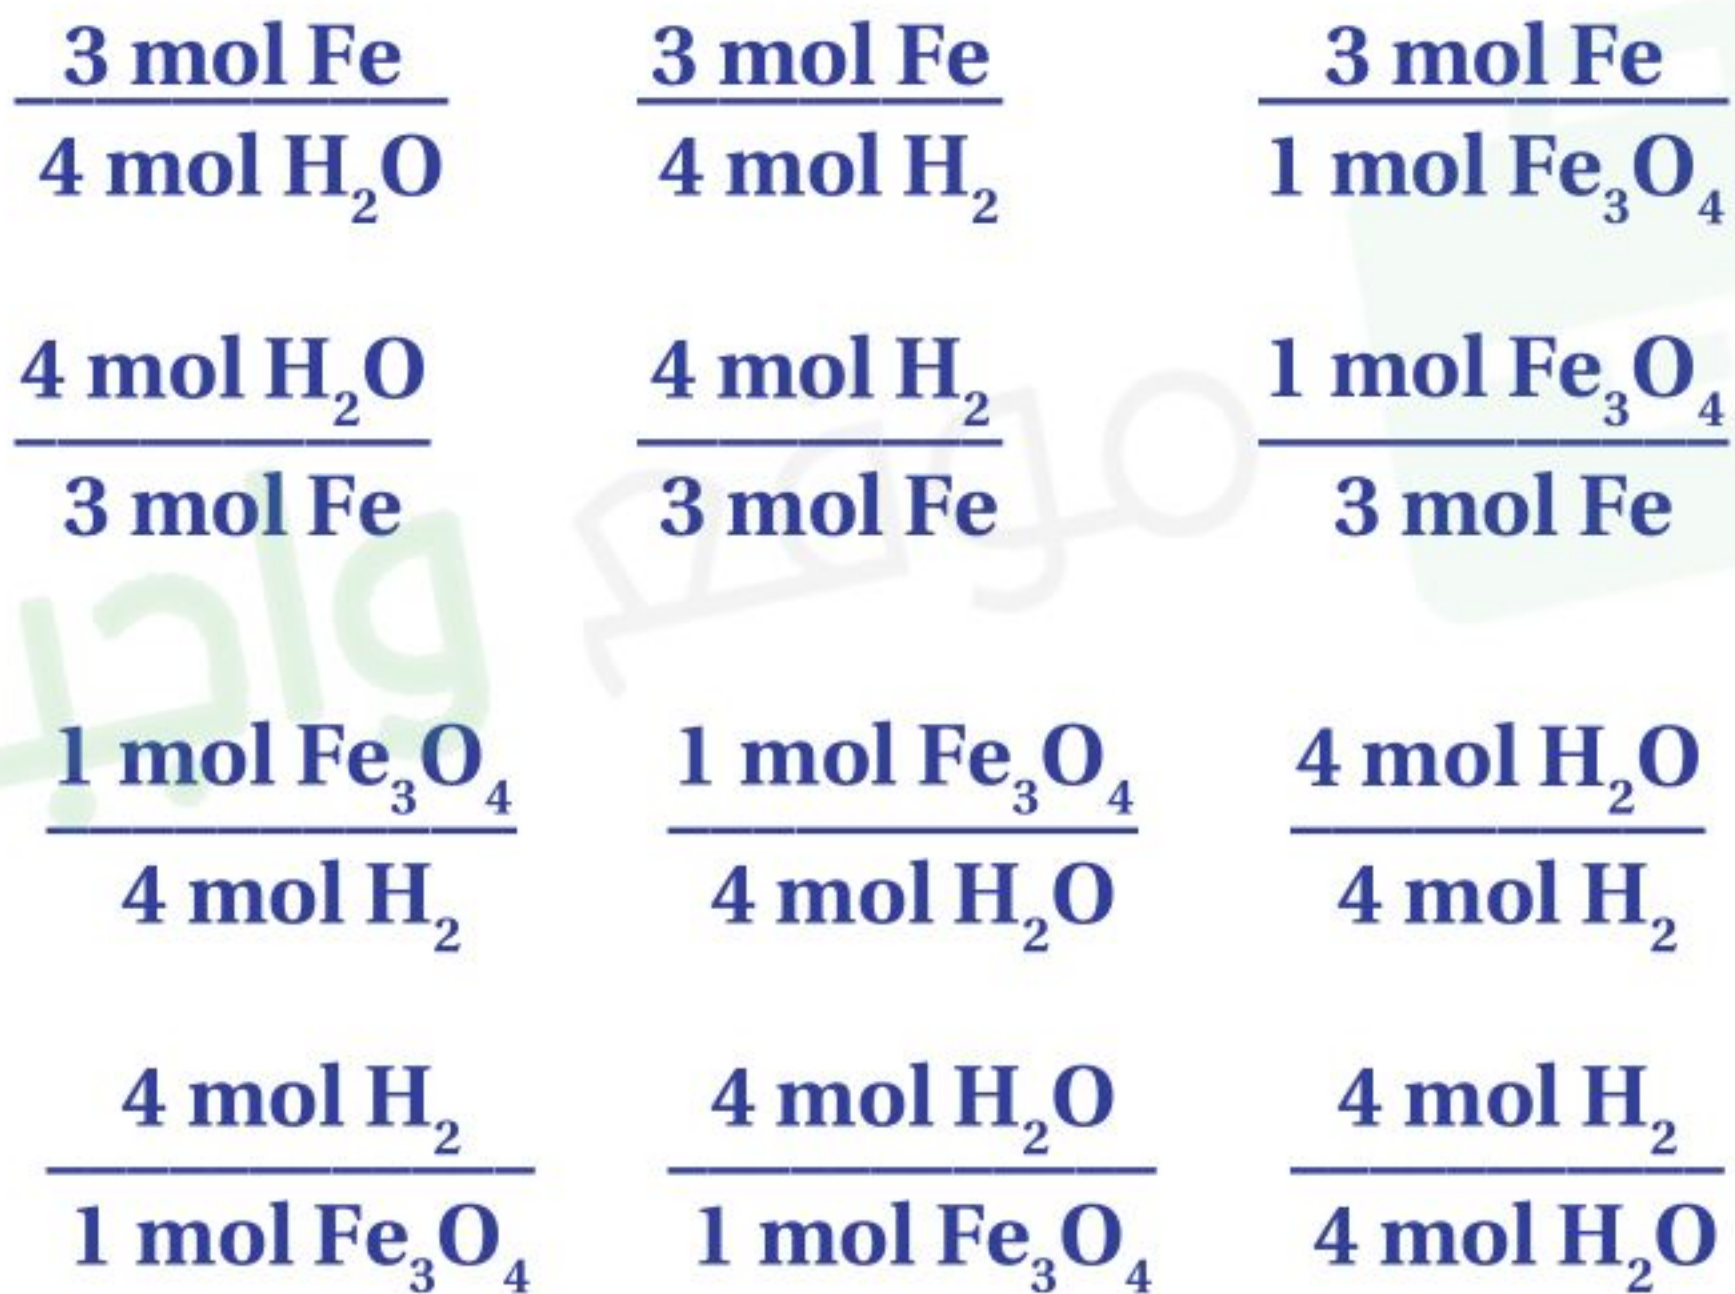 3 mol Fe 3 mol Fe 3 mol Fe
4 mol H₂O 4 mol H₂ 1 mol Fe₃O₄
4 mol H₂O 4 mol H₂ 1 mol Fe₃O₄
3 mol Fe 3 mol Fe 3 mol Fe
1 mol Fe₃O₄ 1 mol Fe₃O₄ 4 mol H₂O
4 mol H₂ 4 mol H₂O 4 mol H₂
4 mol H₂ 4 mol H₂O 4 mol H₂
1 mol Fe₃O₄ 1 mol Fe₃O₄ 4 mol H₂O
موقع واجب